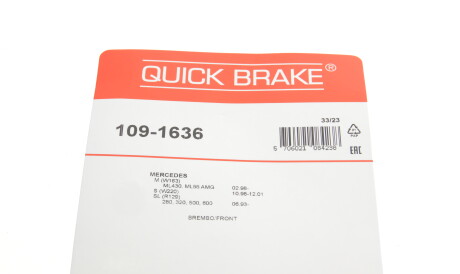 QUICK BRAKE®
33/23
109-1636
5 706021 064236
EAC
MERCEDES
M (W163)
ML430, ML55 AMG 02.98-
S (W220) 10.98-12.01
SL (R129)
280, 320, 500, 600 06.93-
BREMBO/FRONT